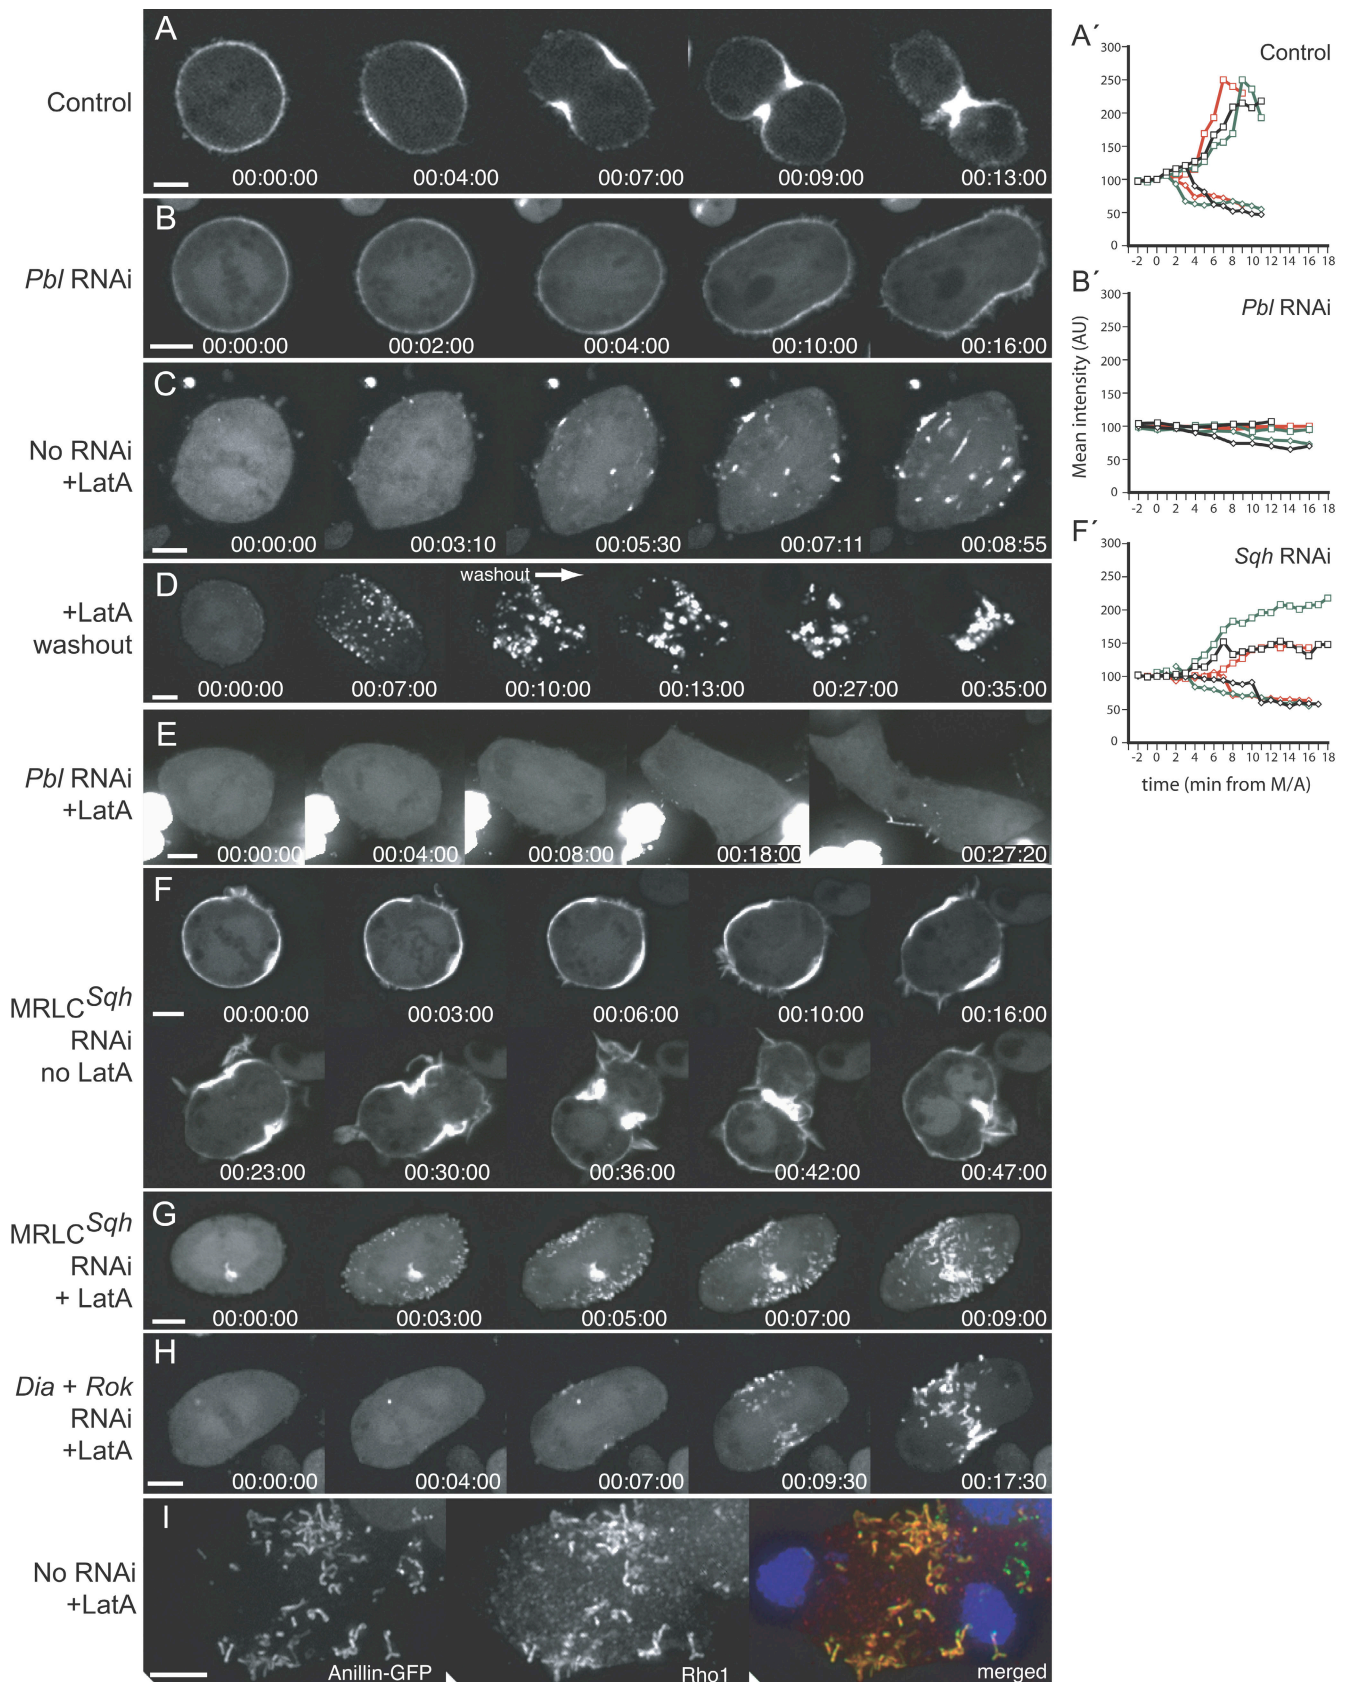 A
Control
00:00:00 00:04:00 00:07:00 00:09:00 00:13:00
B
Pbl RNAi
00:00:00 00:02:00 00:04:00 00:10:00 00:16:00
C
No RNAi
+LatA
00:00:00 00:03:10 00:05:30 00:07:11 00:08:55
D
washout
+LatA
washout
00:00:00 00:07:00 00:10:00 00:13:00 00:27:00 00:35:00
E
Pbl RNAi
+LatA
00:00:00 00:04:00 00:08:00 00:18:00 00:27:20
F
MRLC^Sqh
RNAi
no LatA
00:00:00 00:03:00 00:06:00 00:10:00 00:16:00
00:23:00 00:30:00 00:36:00 00:42:00 00:47:00
G
MRLC^Sqh
RNAi
+ LatA
00:00:00 00:03:00 00:05:00 00:07:00 00:09:00
H
Dia + Rok
RNAi
+LatA
00:00:00 00:04:00 00:07:00 00:09:30 00:17:30
I
No RNAi
+LatA
Anillin-GFP Rho1 merged
A´
Control
300
250
200
150
100
50
0
-2 0 2 4 6 8 10 12 14 16 18
B´
Pbl RNAi
Mean intensity (AU)
300
250
200
150
100
50
0
-2 0 2 4 6 8 10 12 14 16 18
F´
Sqh RNAi
300
250
200
150
100
50
0
-2 0 2 4 6 8 10 12 14 16 18
time (min from M/A)